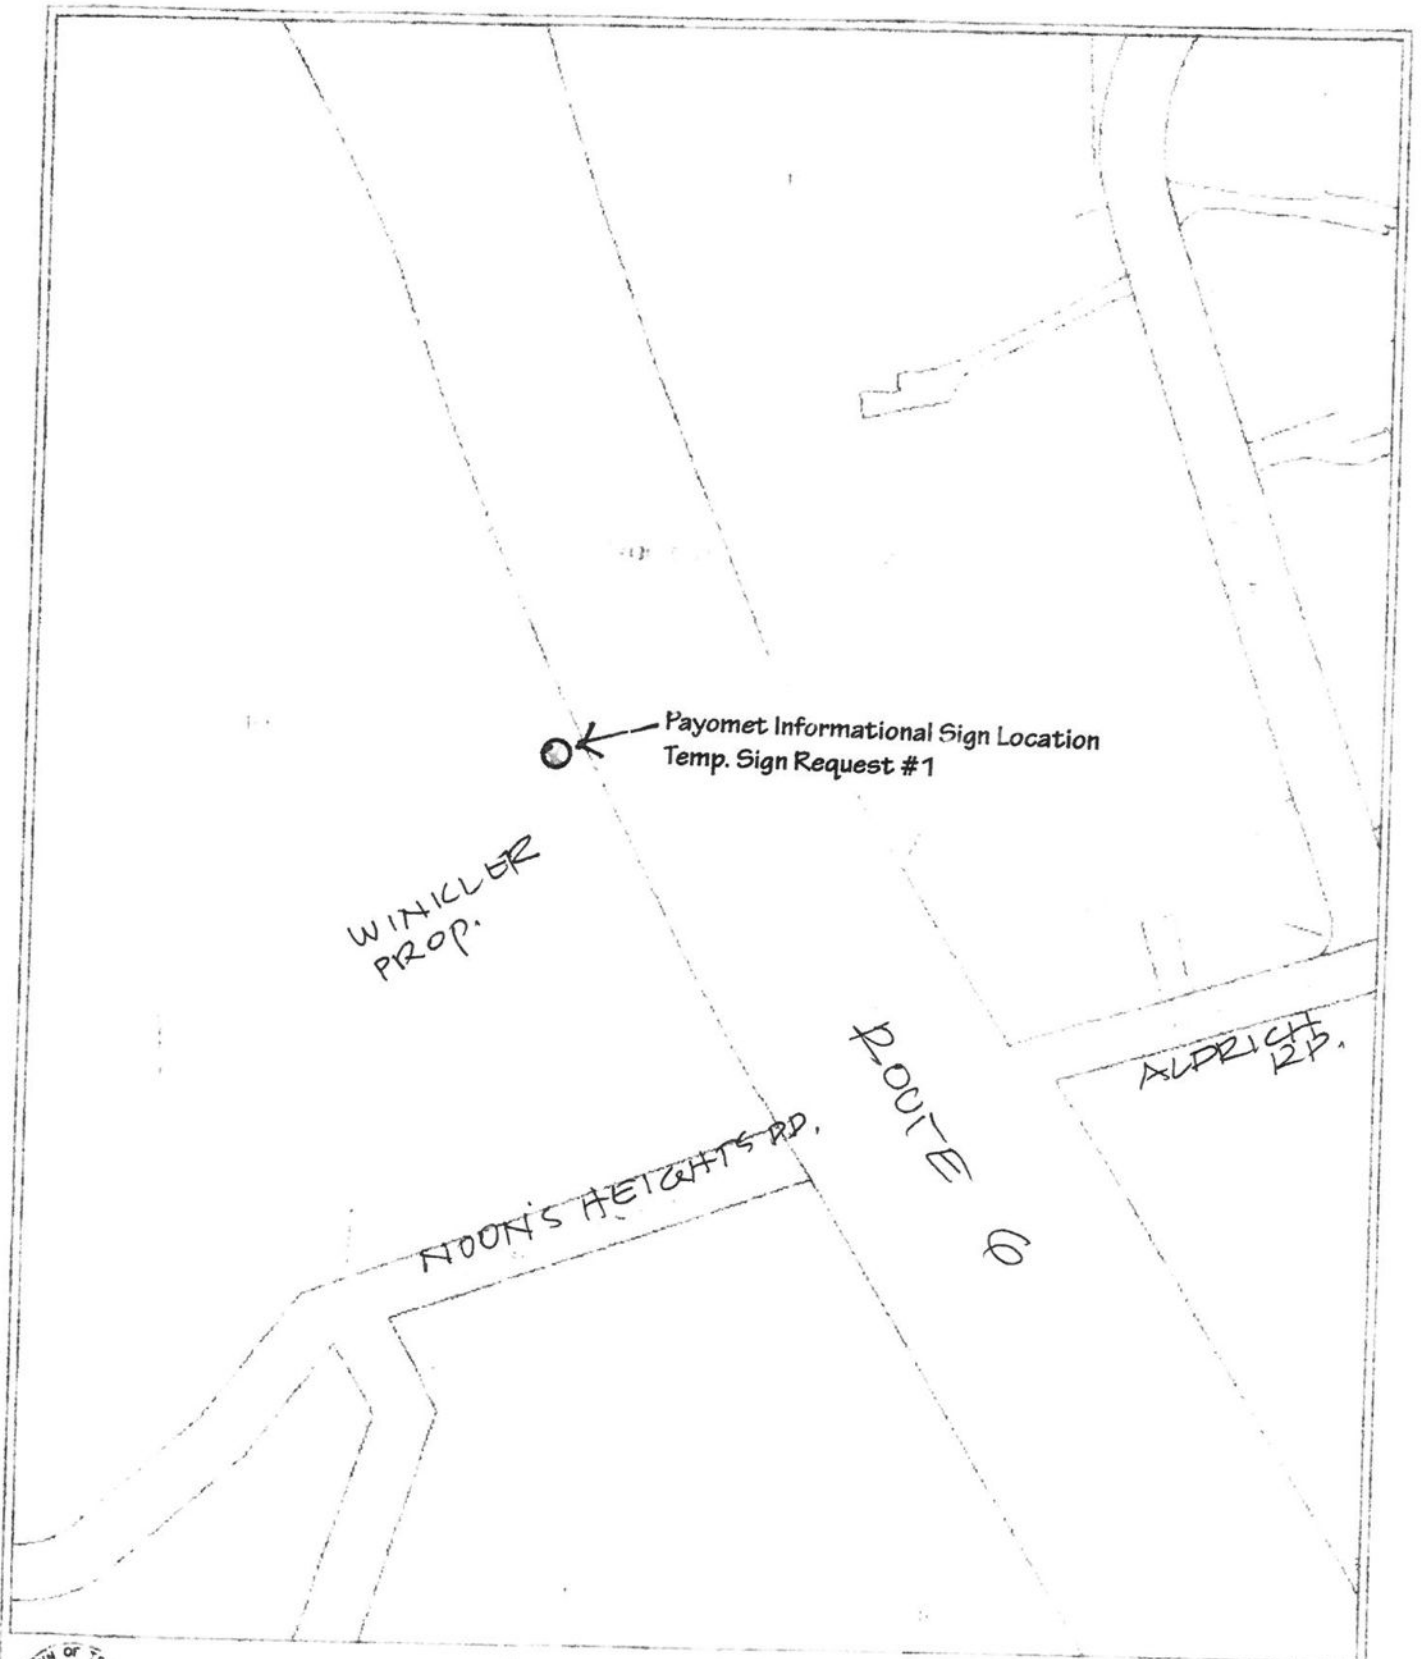 Payomet Informational Sign Location
Temp. Sign Request #1
WINKLER
PROP.
ROUTE 6
ALDRICH
RD.
NOON'S HEIGHTS RD.